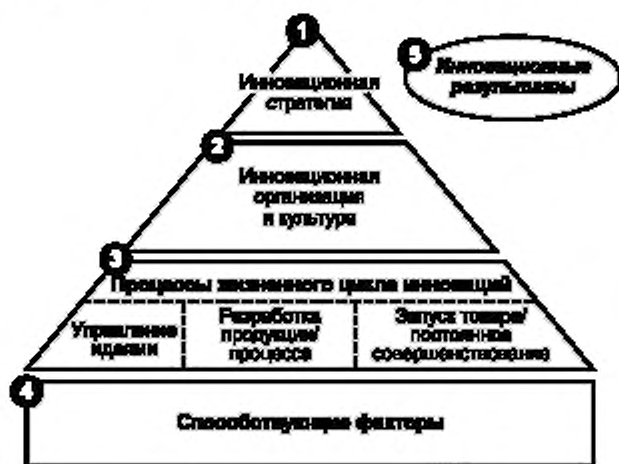 1
Инновационная
стратегия
5
Инновационные
результаты
2
Инновационная
организация
и культура
3
Процессы жизненного цикла инноваций
Управление
идеями
Разработка
продукции/
процесса
Запуск товара/
постоянное
совершенствование
4
Способствующие факторы